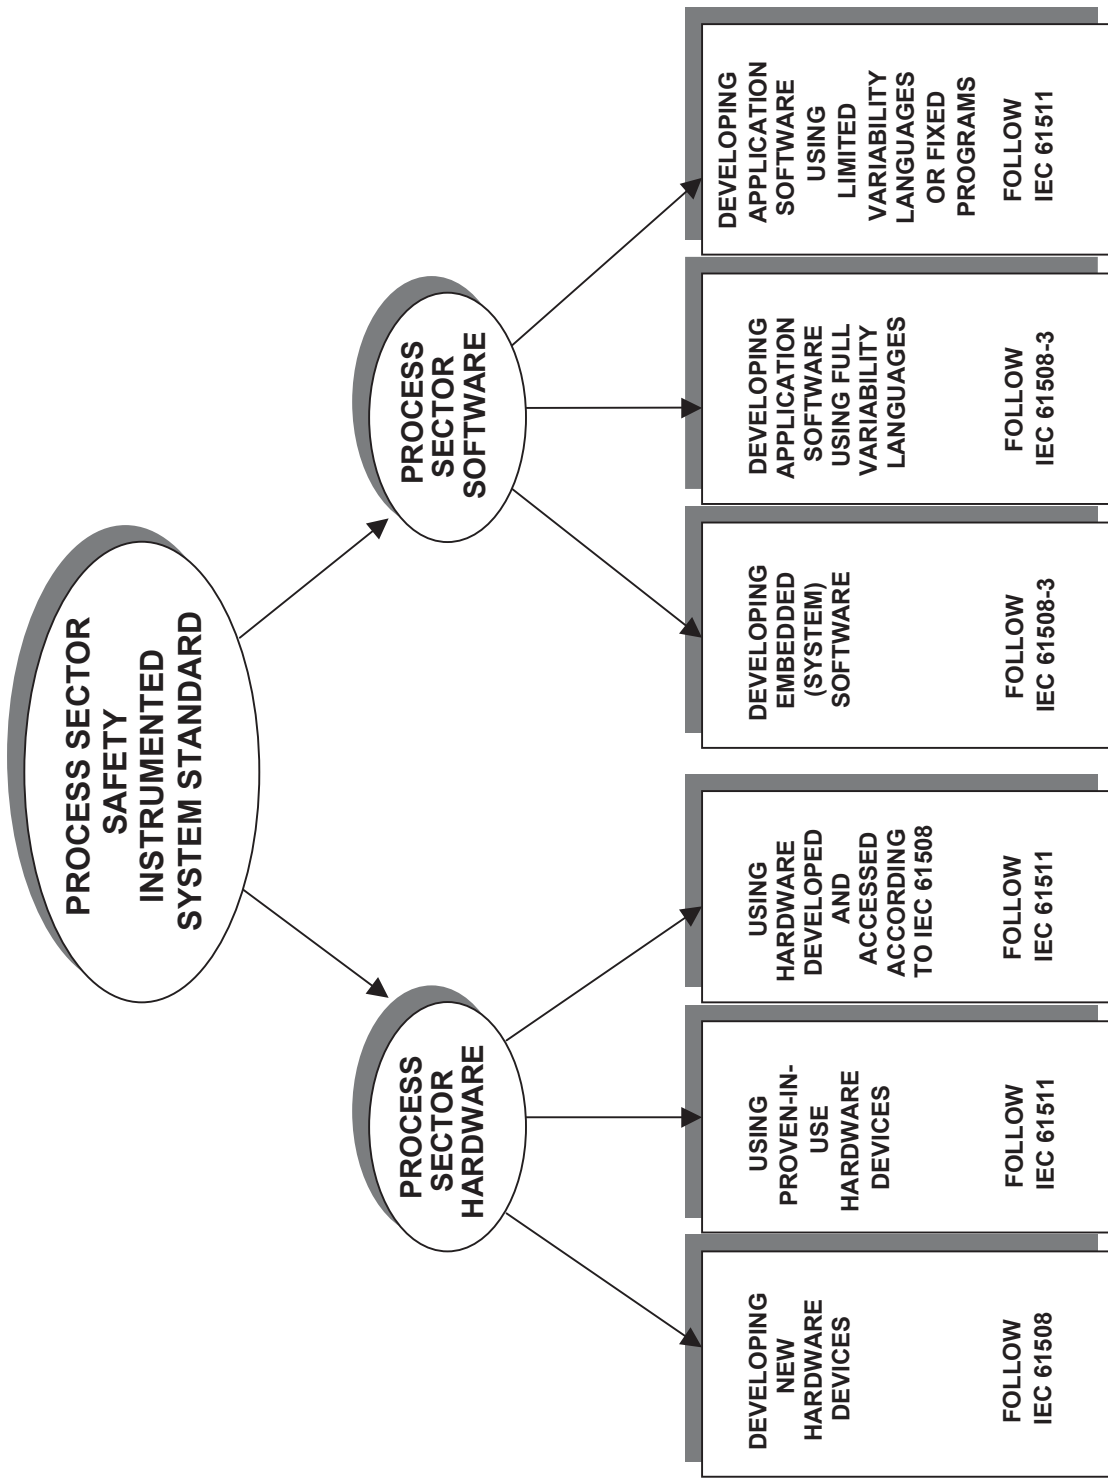 PROCESS SECTOR
SAFETY
INSTRUMENTED
SYSTEM STANDARD
PROCESS
SECTOR
HARDWARE
PROCESS
SECTOR
SOFTWARE
DEVELOPING
NEW
HARDWARE
DEVICES
FOLLOW
IEC 61508
USING
PROVEN-IN-
USE
HARDWARE
DEVICES
FOLLOW
IEC 61511
USING
HARDWARE
DEVELOPED
AND
ACCESSED
ACCORDING
TO IEC 61508
FOLLOW
IEC 61511
DEVELOPING
EMBEDDED
(SYSTEM)
SOFTWARE
FOLLOW
IEC 61508-3
DEVELOPING
APPLICATION
SOFTWARE
USING FULL
VARIABILITY
LANGUAGES
FOLLOW
IEC 61508-3
DEVELOPING
APPLICATION
SOFTWARE
USING
LIMITED
VARIABILITY
LANGUAGES
OR FIXED
PROGRAMS
FOLLOW
IEC 61511